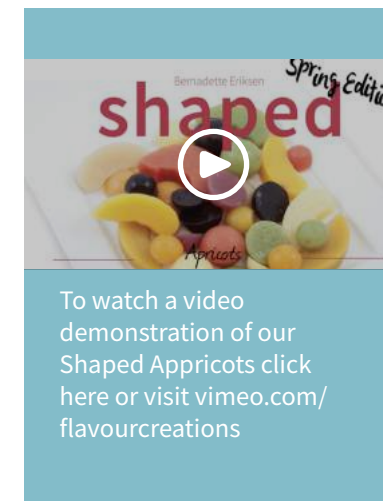 Bernadette Eriksen
Spring Editi
shaped
Apricots
To watch a video
demonstration of our
Shaped Appricots click
here or visit vimeo.com/
flavourcreations